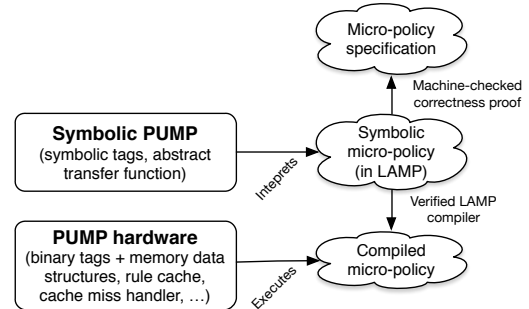 Micro-policy
specification
Machine-checked
correctness proof
Symbolic PUMP
(symbolic tags, abstract
transfer function)
Inteprets
Symbolic
micro-policy
(in LAMP)
Verified LAMP
compiler
PUMP hardware
(binary tags + memory data
structures, rule cache,
cache miss handler, …)
Executes
Compiled
micro-policy